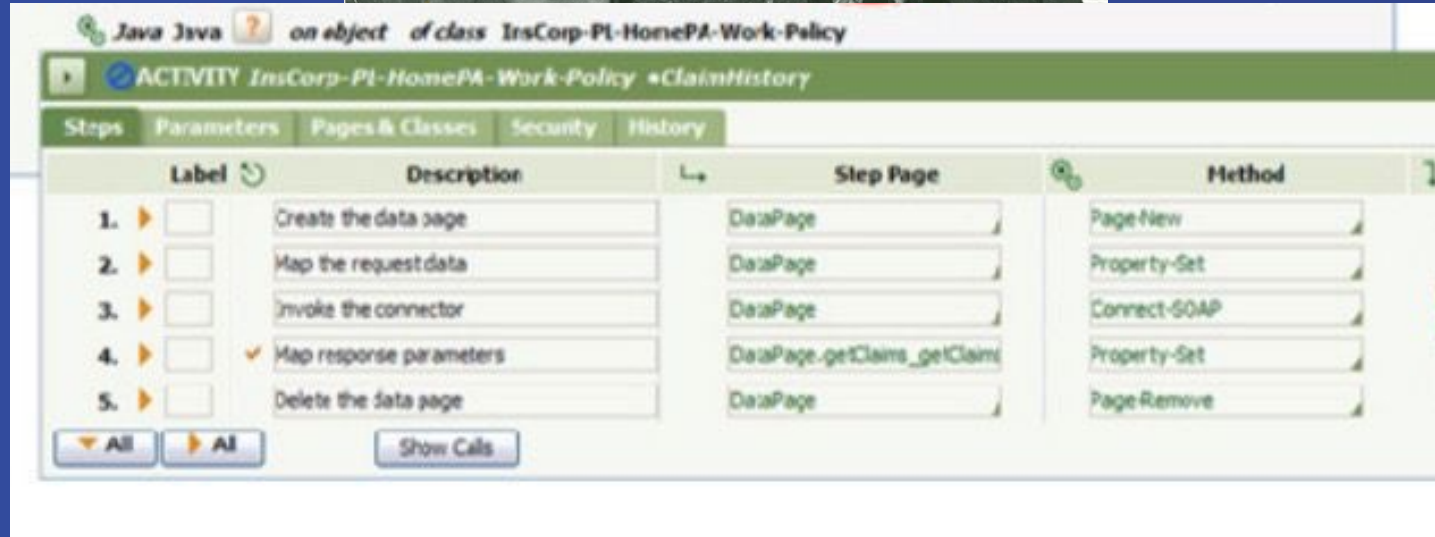 Java Java ? on object of class InsCorp-PL-HomePA-Work-Policy
ACTIVITY InsCorp-PL-HomePA-Work-Policy •ClaimHistory
Steps Parameters Pages & Classes Security History
Label Description Step Page Method
1. Create the data page DataPage Page-New
2. Map the request data DataPage Property-Set
3. Invoke the connector DataPage Connect-SOAP
4. Map response parameters DataPage.getClaims_getClaims Property-Set
5. Delete the data page DataPage Page-Remove
All All Show Calls